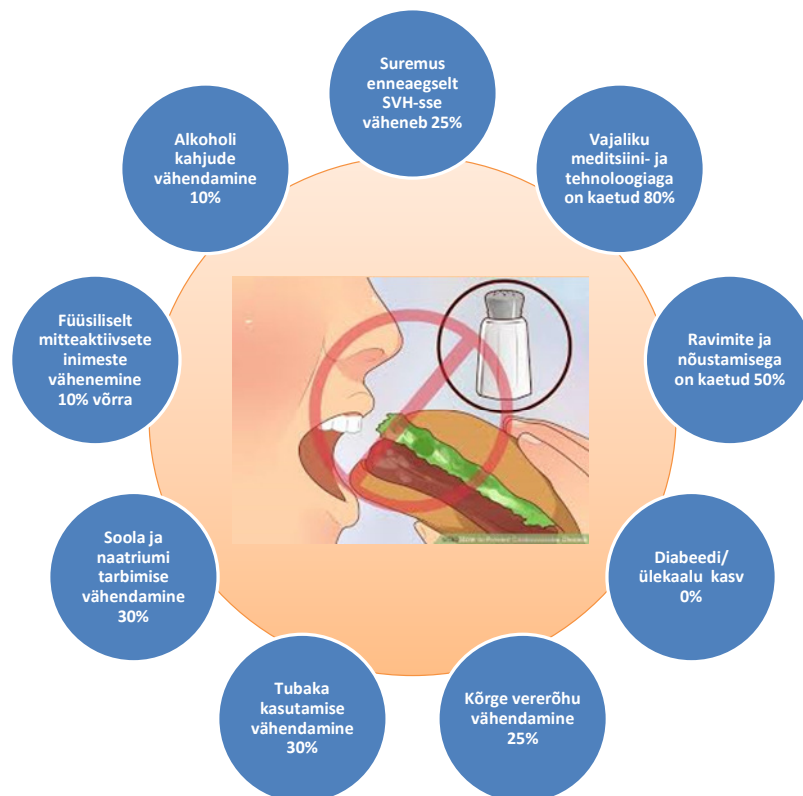 Suremus
enneaegselt
SVH-sse
väheneb 25%
Vajaliku
meditsiini- ja
tehnoloogiaga
on kaetud 80%
Ravimite ja
nõustamisega
on kaetud 50%
Diabeedi/
ülekaalu kasv
0%
Kõrge vererõhu
vähendamine
25%
Tubaka
kasutamise
vähendamine
30%
Soola ja
naatriumi
tarbimise
vähendamine
30%
Füüsiliselt
mitteaktiivsete
inimeste
vähenemine
10% võrra
Alkoholi
kahjude
vähendamine
10%